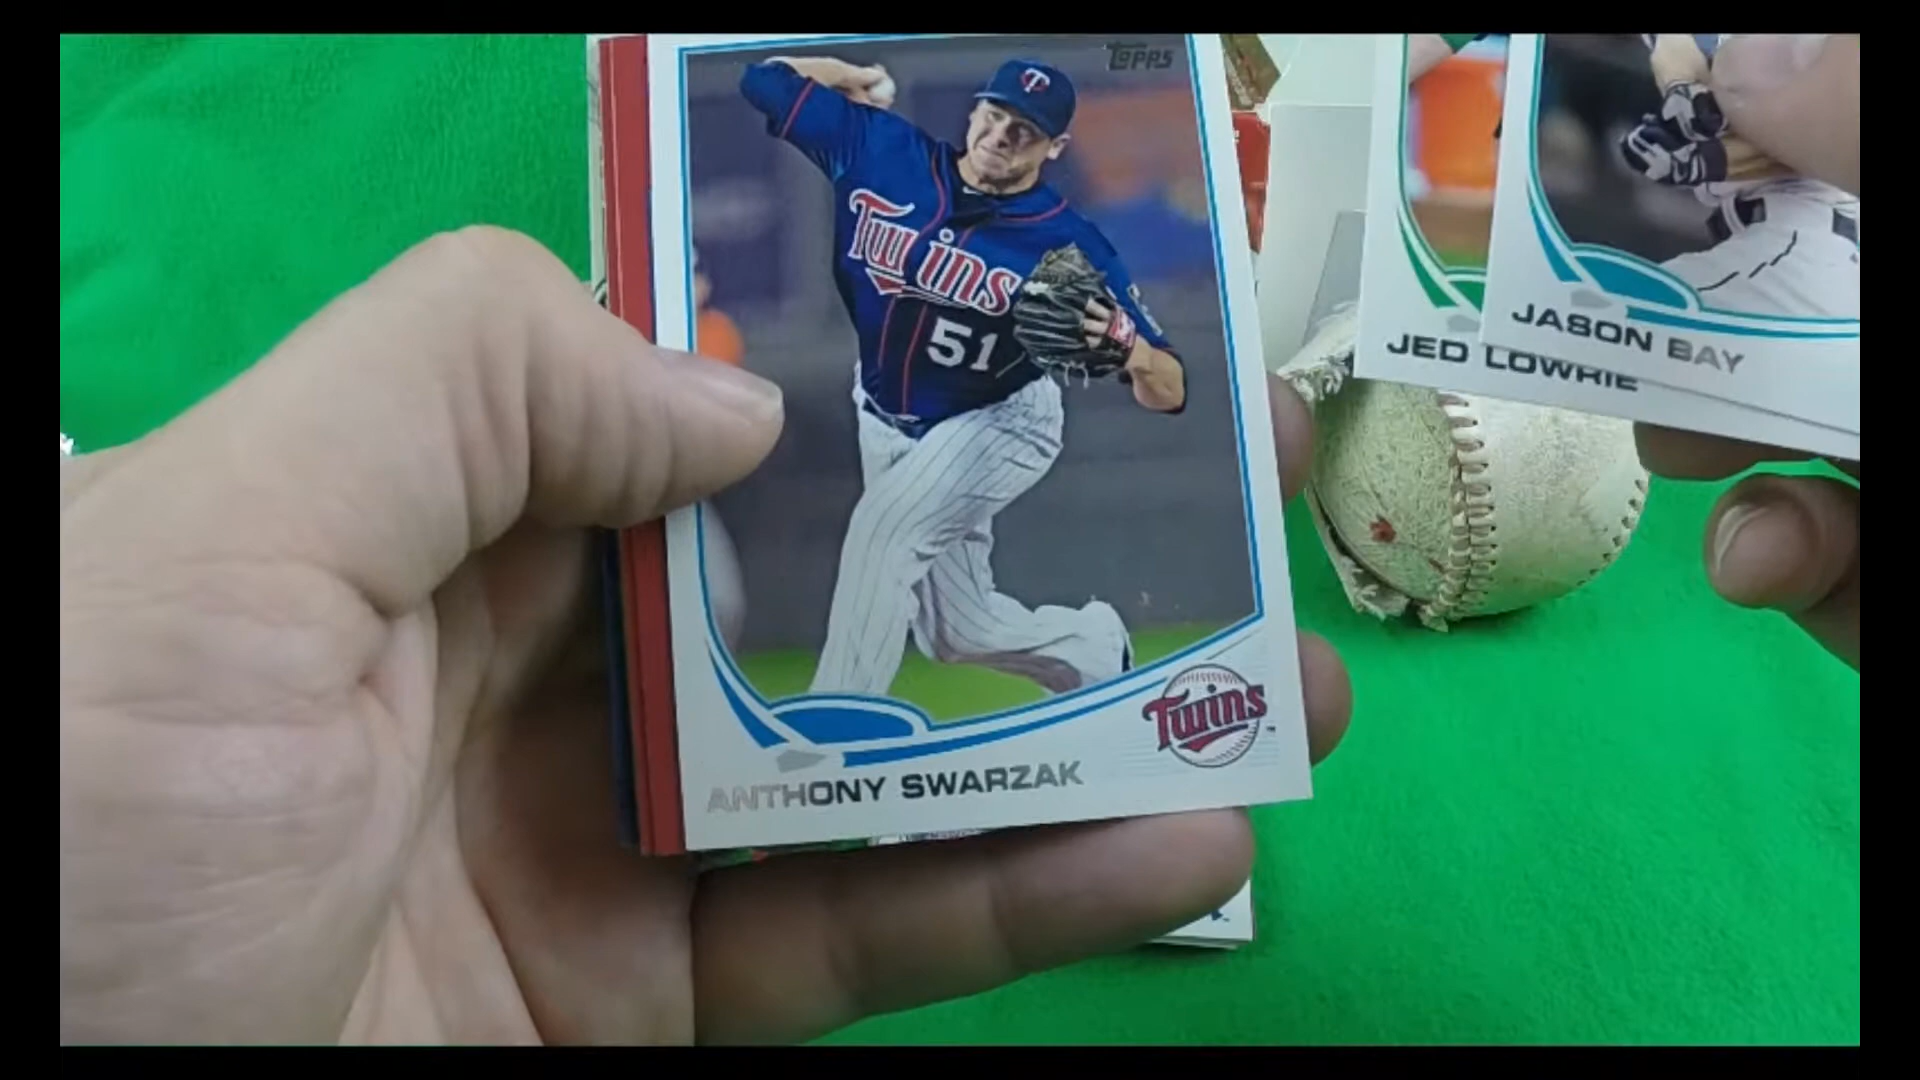 TOPPS
T
Twins
51
JASON BAY
JED LOWRIE
Twins
ANTHONY SWARZAK